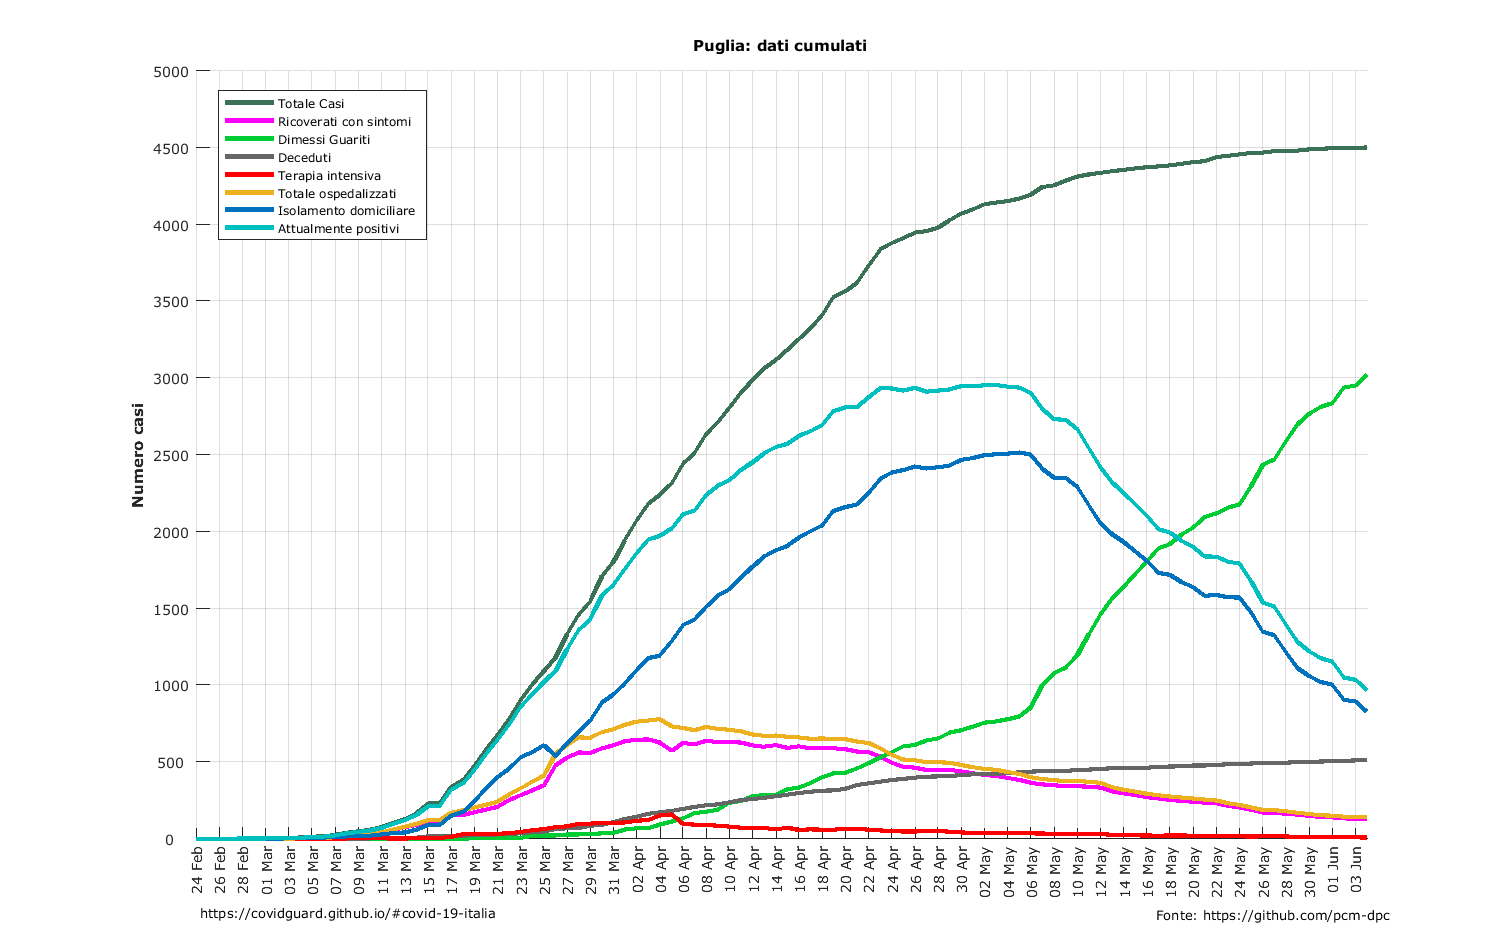 Puglia: dati cumulati
5000
4500
4000
3500
3000
2500
2000
1500
1000
500
0
Numero casi
Totale Casi
Ricoverati con sintomi
Dimessi Guariti
Deceduti
Terapia intensiva
Totale ospedalizzati
Isolamento domiciliare
Attualmente positivi
24 Feb
26 Feb
28 Feb
01 Mar
03 Mar
05 Mar
07 Mar
09 Mar
11 Mar
13 Mar
15 Mar
17 Mar
19 Mar
21 Mar
23 Mar
25 Mar
27 Mar
29 Mar
31 Mar
02 Apr
04 Apr
06 Apr
08 Apr
10 Apr
12 Apr
14 Apr
16 Apr
18 Apr
20 Apr
22 Apr
24 Apr
26 Apr
28 Apr
30 Apr
02 May
04 May
06 May
08 May
10 May
12 May
14 May
16 May
18 May
20 May
22 May
24 May
26 May
28 May
30 May
01 Jun
03 Jun
https://covidguard.github.io/#covid-19-italia
Fonte: https://github.com/pcm-dpc